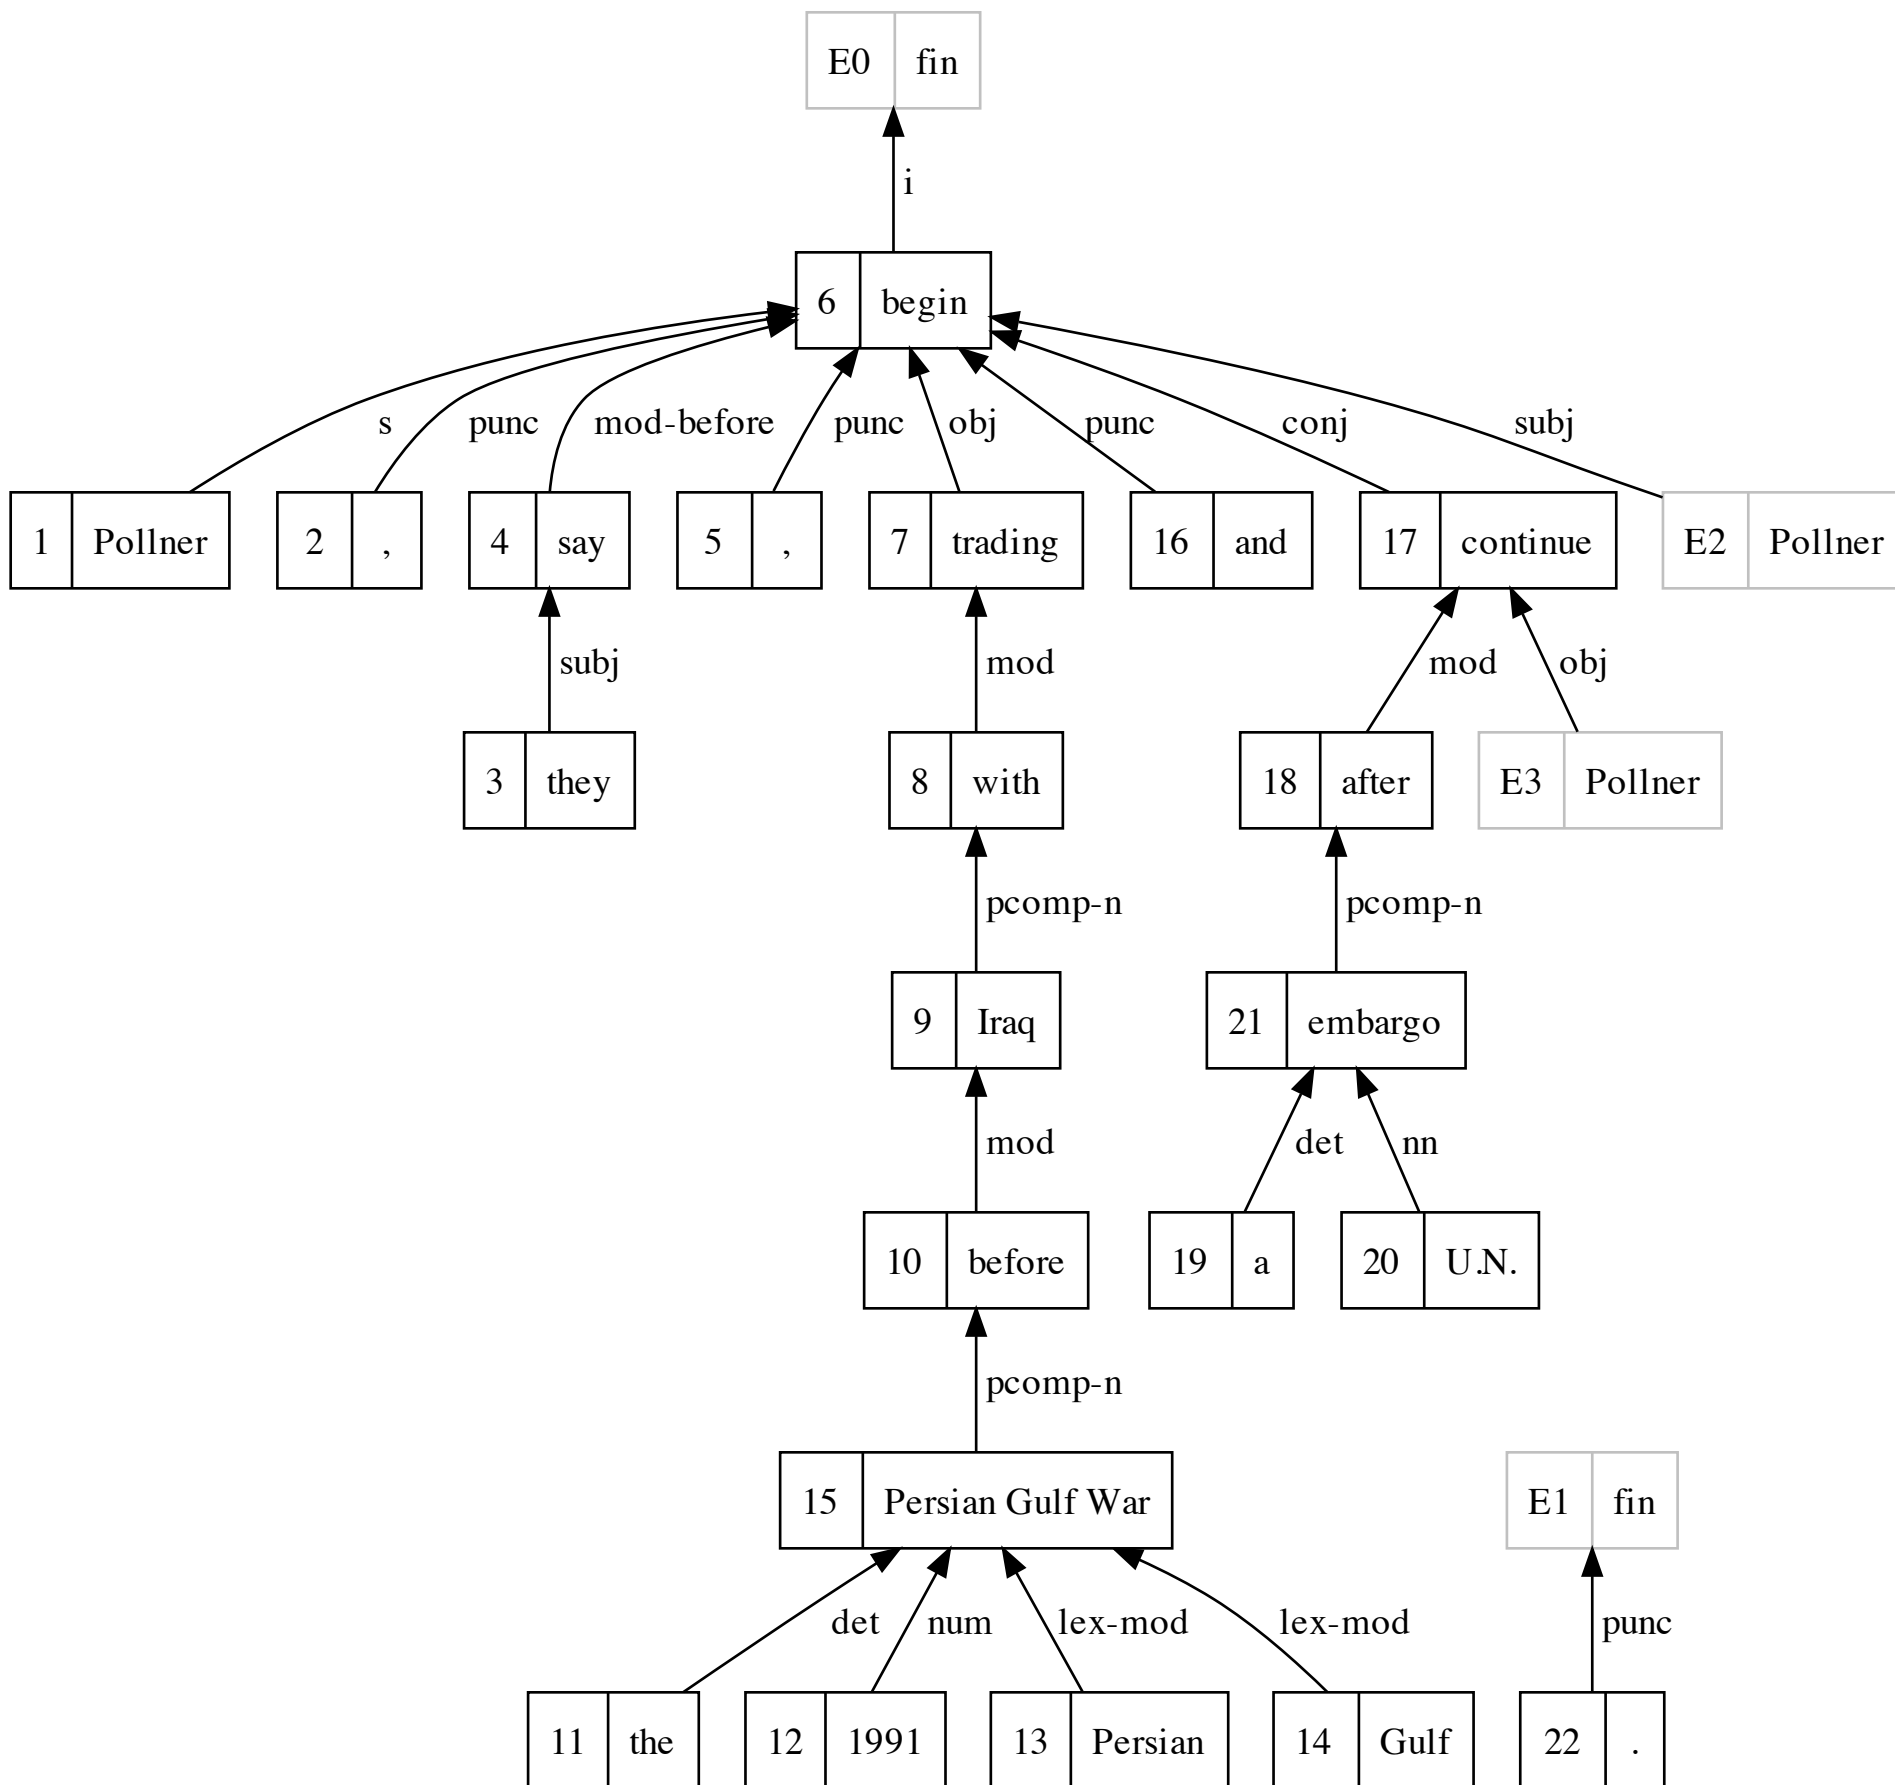 E0 fin
i
6 begin
s punc mod-before punc obj punc conj subj
1 Pollner 2 , 4 say 5 , 7 trading 16 and 17 continue E2 Pollner
subj mod mod obj
3 they 8 with 18 after E3 Pollner
pcomp-n pcomp-n
9 Iraq 21 embargo
mod det nn
10 before 19 a 20 U.N.
pcomp-n
15 Persian Gulf War E1 fin
det num lex-mod lex-mod punc
11 the 12 1991 13 Persian 14 Gulf 22 .